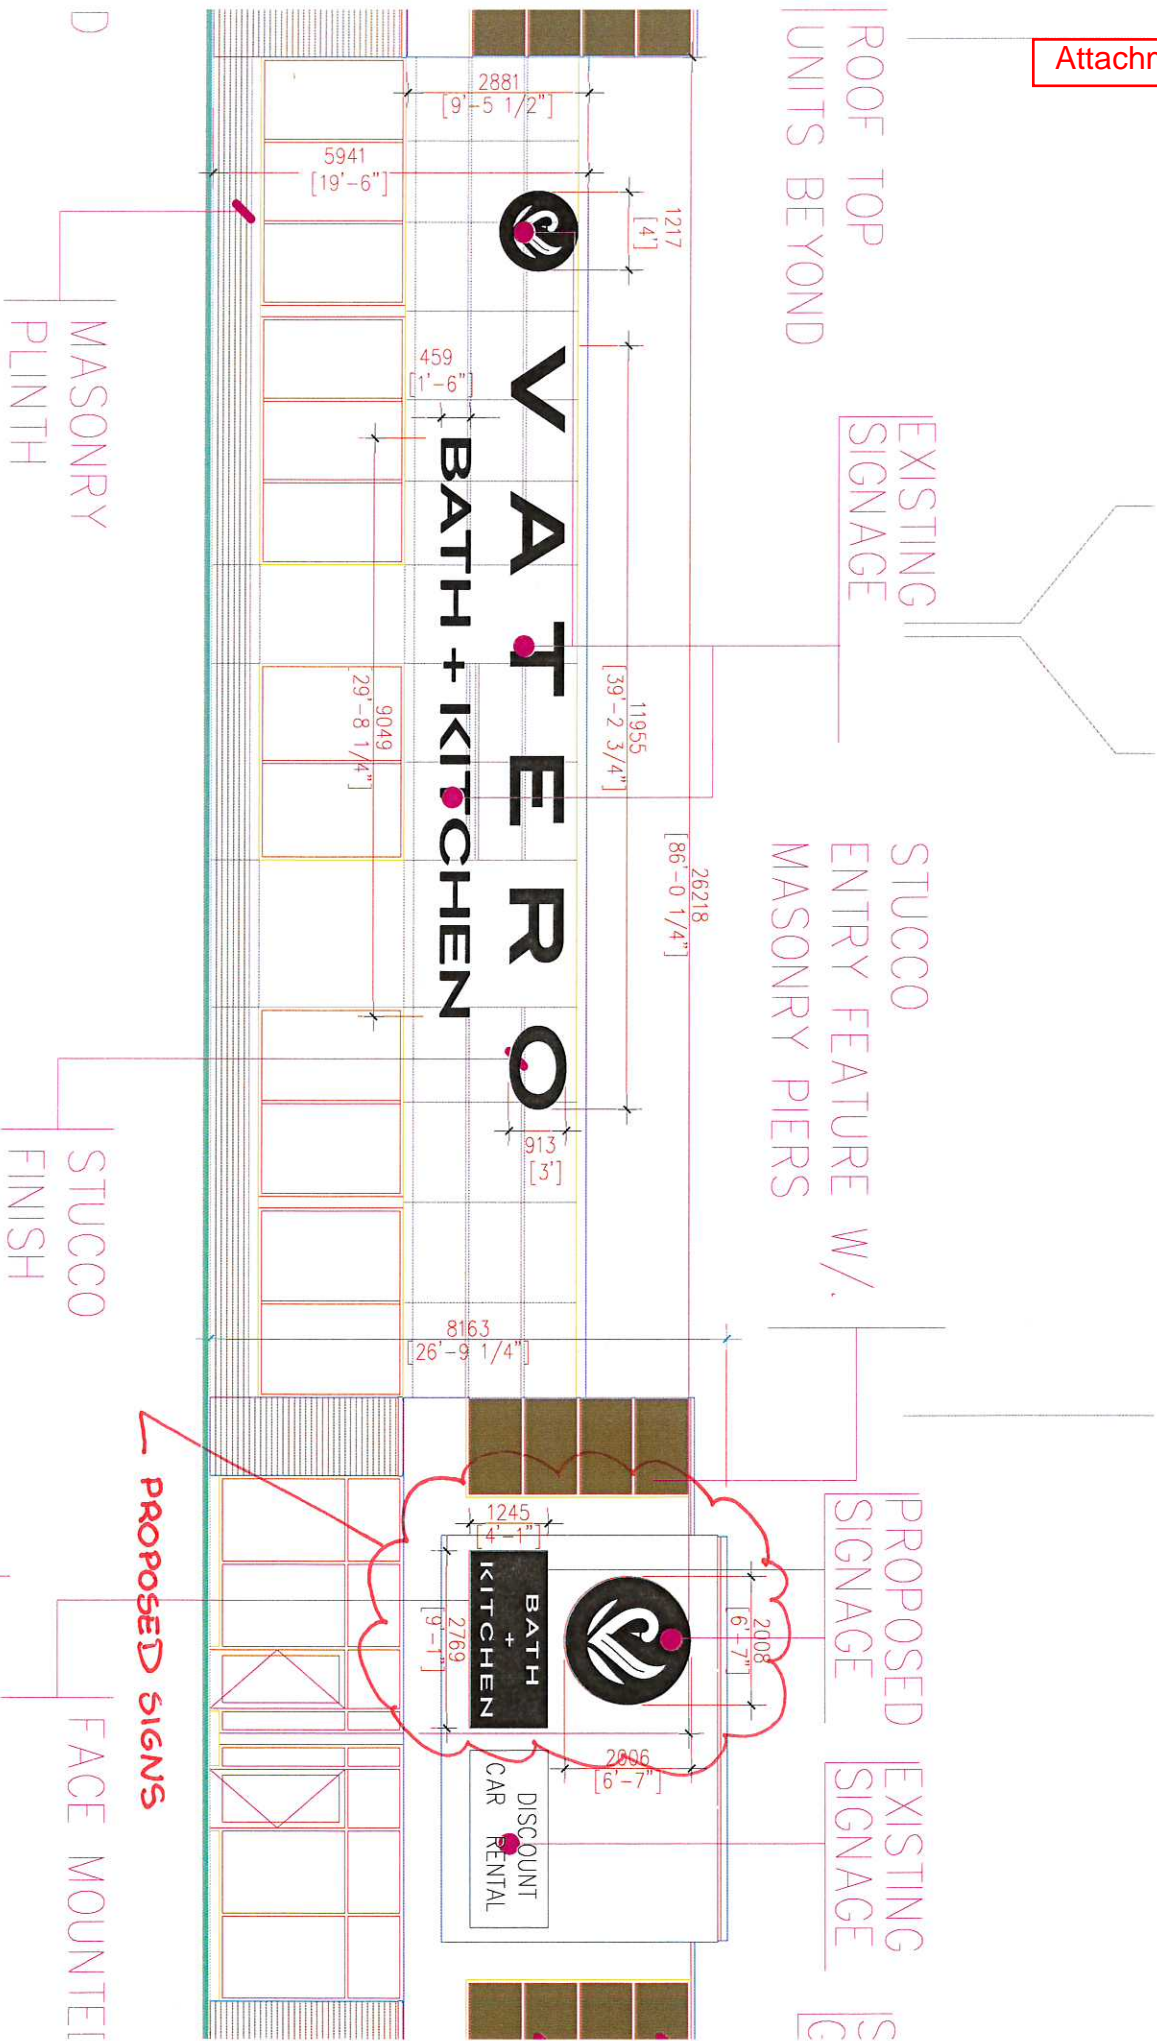 Attachm
ROOF TOP
UNITS BEYOND
EXISTING
SIGNAGE
STUCCO
ENTRY FEATURE W/.
MASONRY PIERS
PROPOSED
SIGNAGE
EXISTING
SIGNAGE
26218
[86'-0 1/4"]
1217
[4']
11955
[39'-2 3/4"]
2881
[9'-5 1/2"]
5941
[19'-6"]
VATERO
913
[3']
459
[1'-6"]
BATH + KITCHEN
9049
[29'-8 1/4"]
8163
[26'-9 1/4"]
2008
[6'-7"]
2006
[6'-7"]
1245
[4'-1"]
BATH
+
KITCHEN
2769
[9'-1"]
DISCOUNT
CAR RENTAL
D
MASONRY
PLINTH
STUCCO
FINISH
PROPOSED SIGNS
FACE MOUNTED